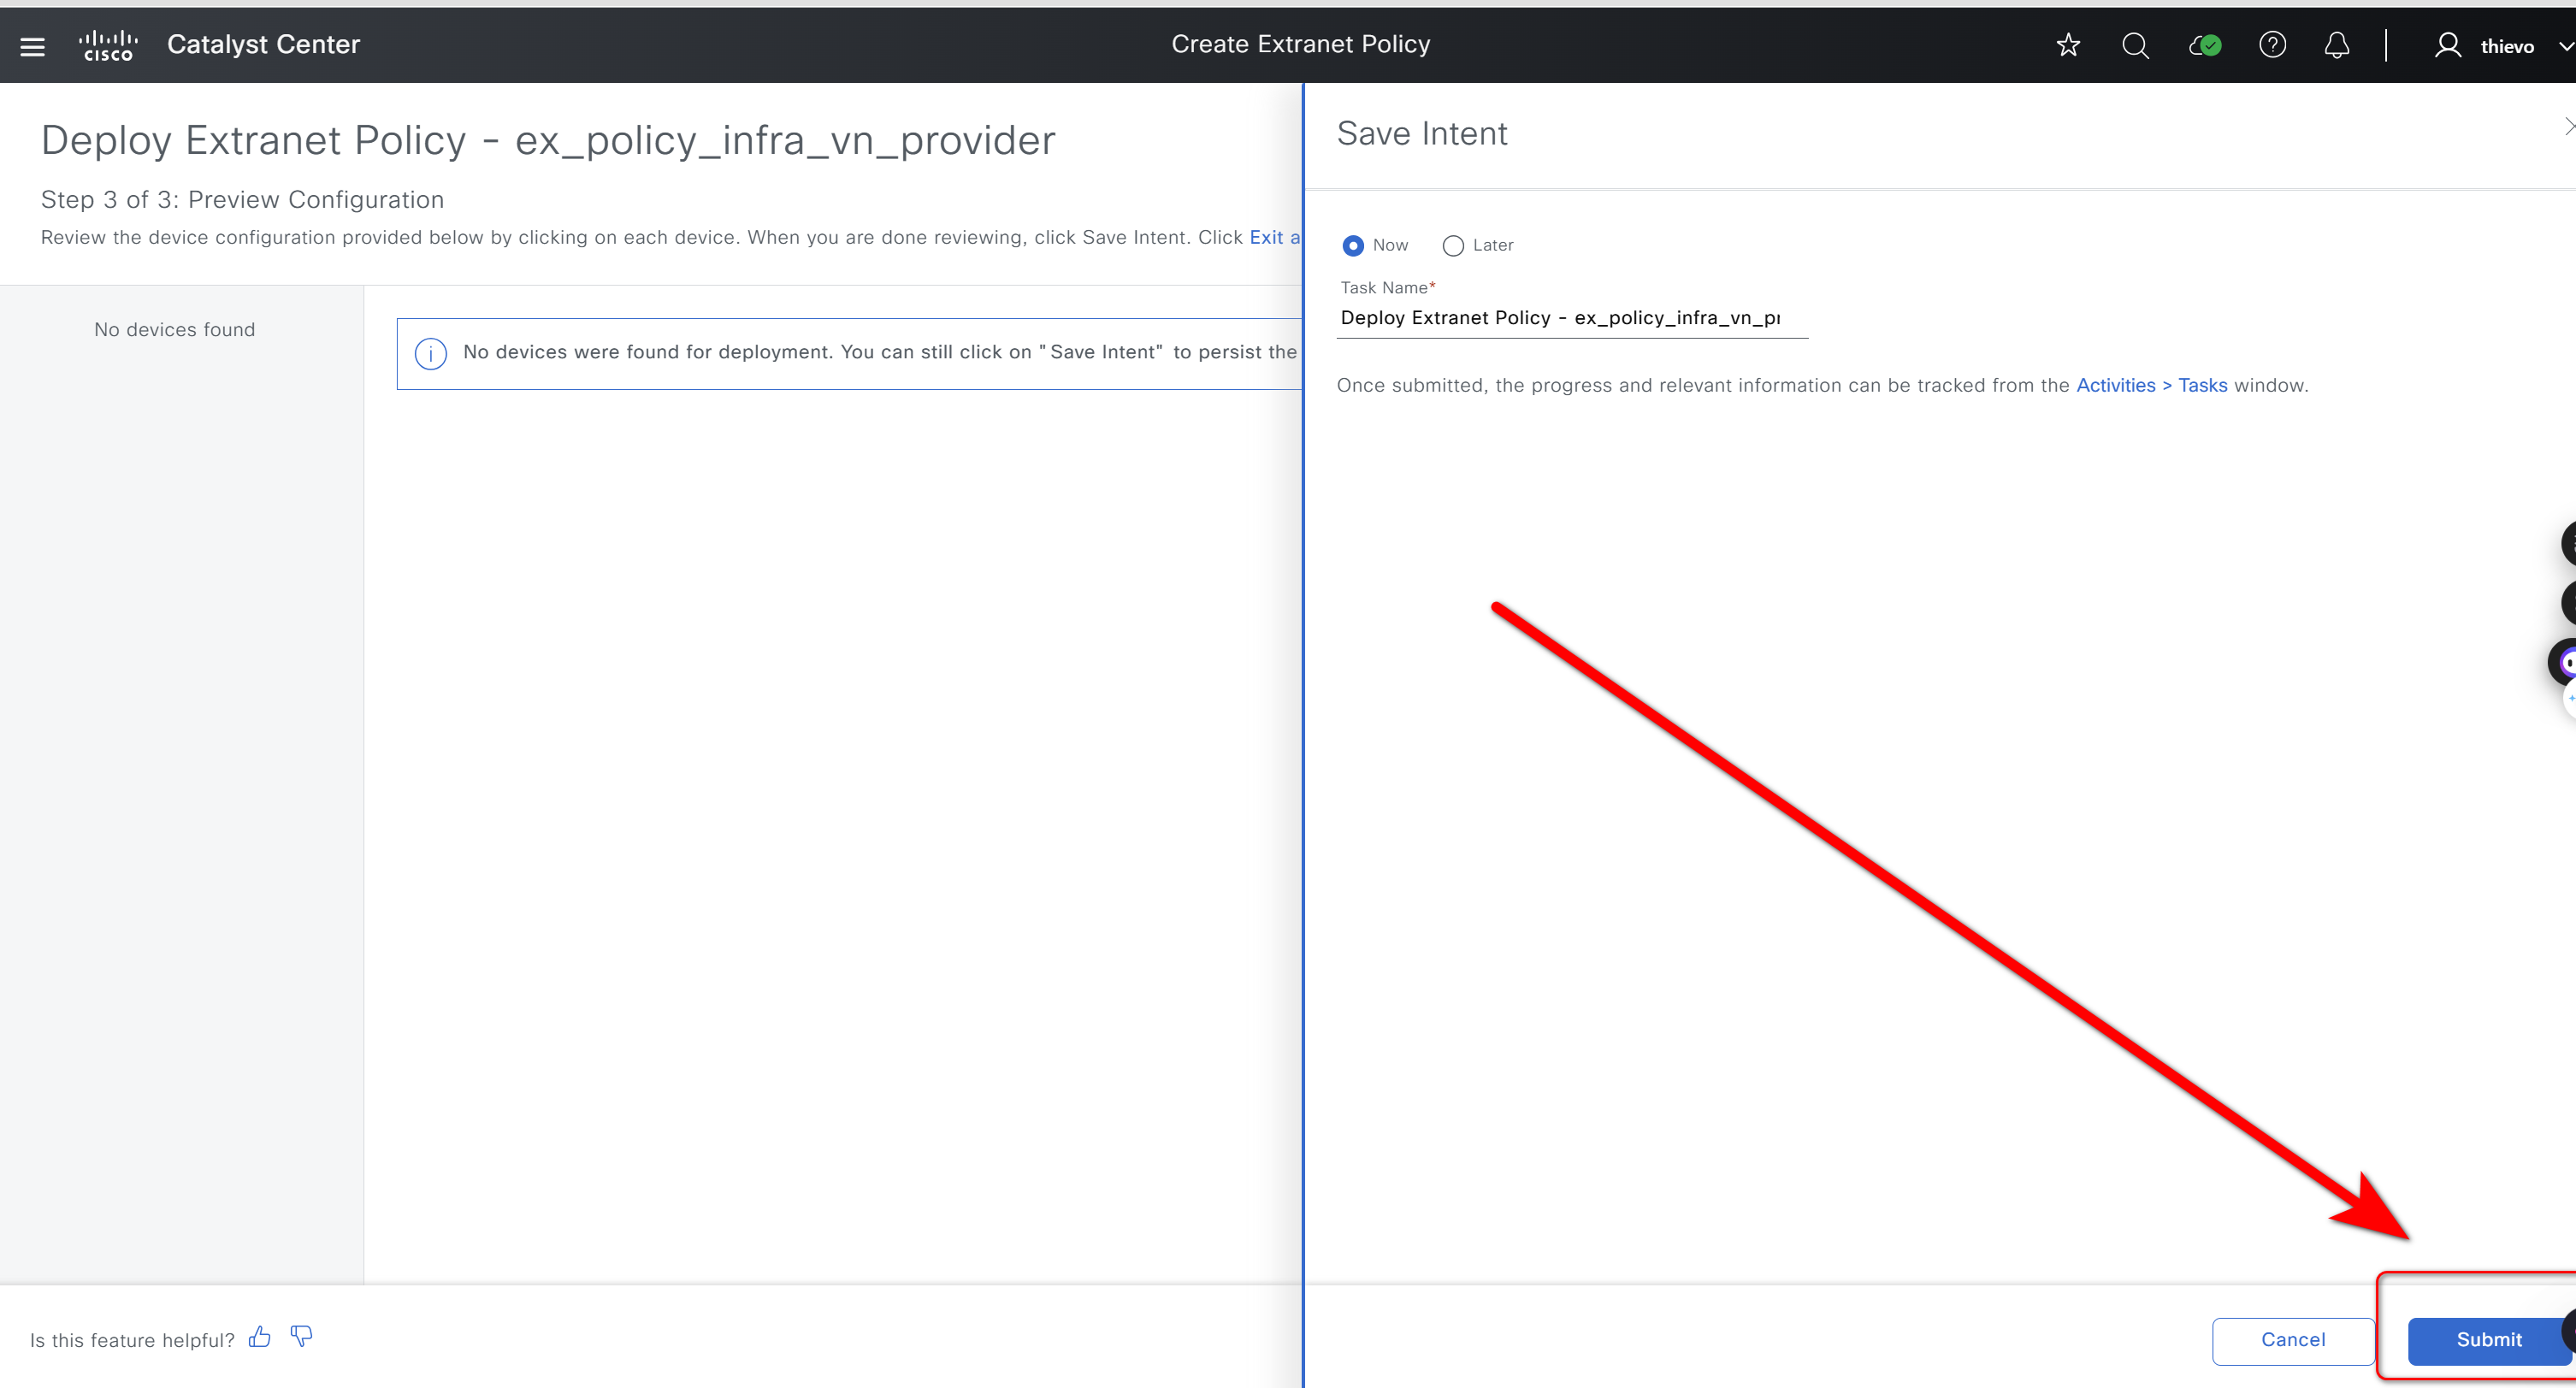 cisco
Catalyst Center
Create Extranet Policy
thievo
Deploy Extranet Policy - ex_policy_infra_vn_provider
Step 3 of 3: Preview Configuration
Review the device configuration provided below by clicking on each device. When you are done reviewing, click Save Intent. Click Exit a
No devices found
No devices were found for deployment. You can still click on "Save Intent" to persist the
Save Intent
Now
Later
Task Name*
Deploy Extranet Policy - ex_policy_infra_vn_pr
Once submitted, the progress and relevant information can be tracked from the Activities > Tasks window.
Is this feature helpful?
Cancel
Submit